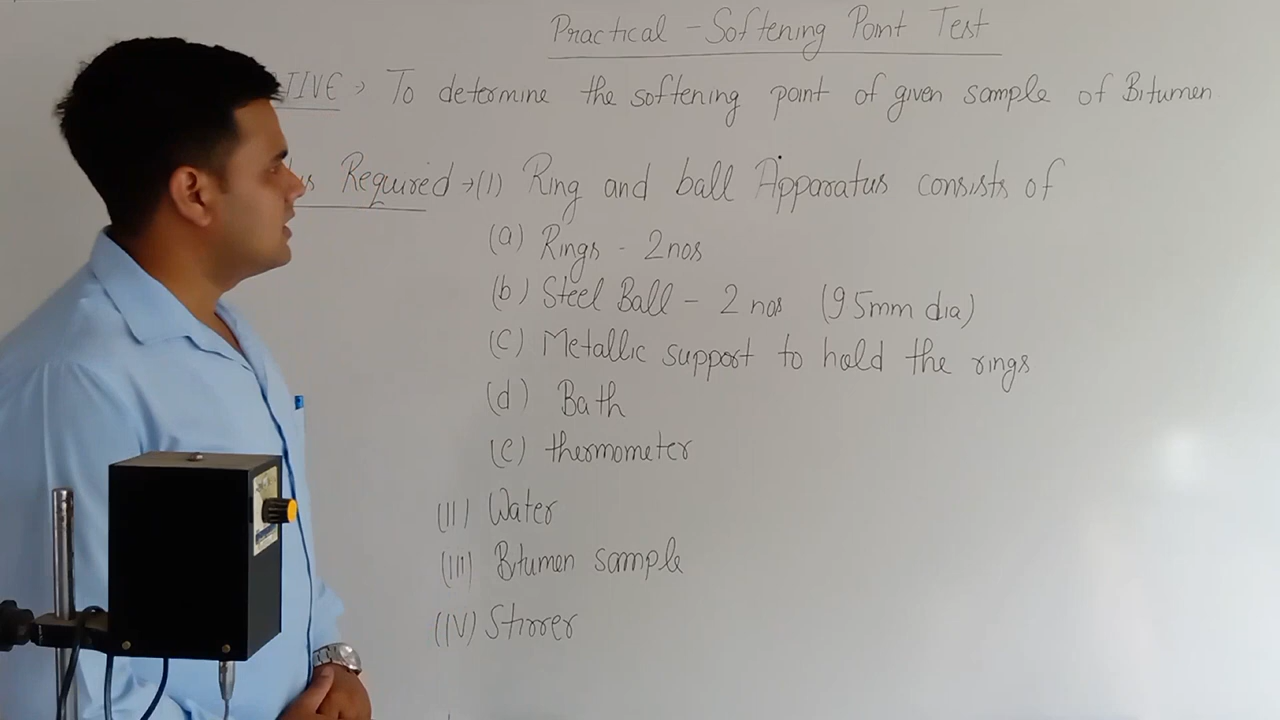 Practical - Softening Point Test
TIVE → To determine the softening point of given sample of Bitumen
us Required → (I) Ring and ball Apparatus consists of
(a) Rings - 2nos
(b) Steel Ball - 2 nos (9 5mm dia)
(C) Metallic support to hold the rings
(d) Bath
(e) thermometer
(II) Water
(III) Bitumen sample
(IV) Stirrer